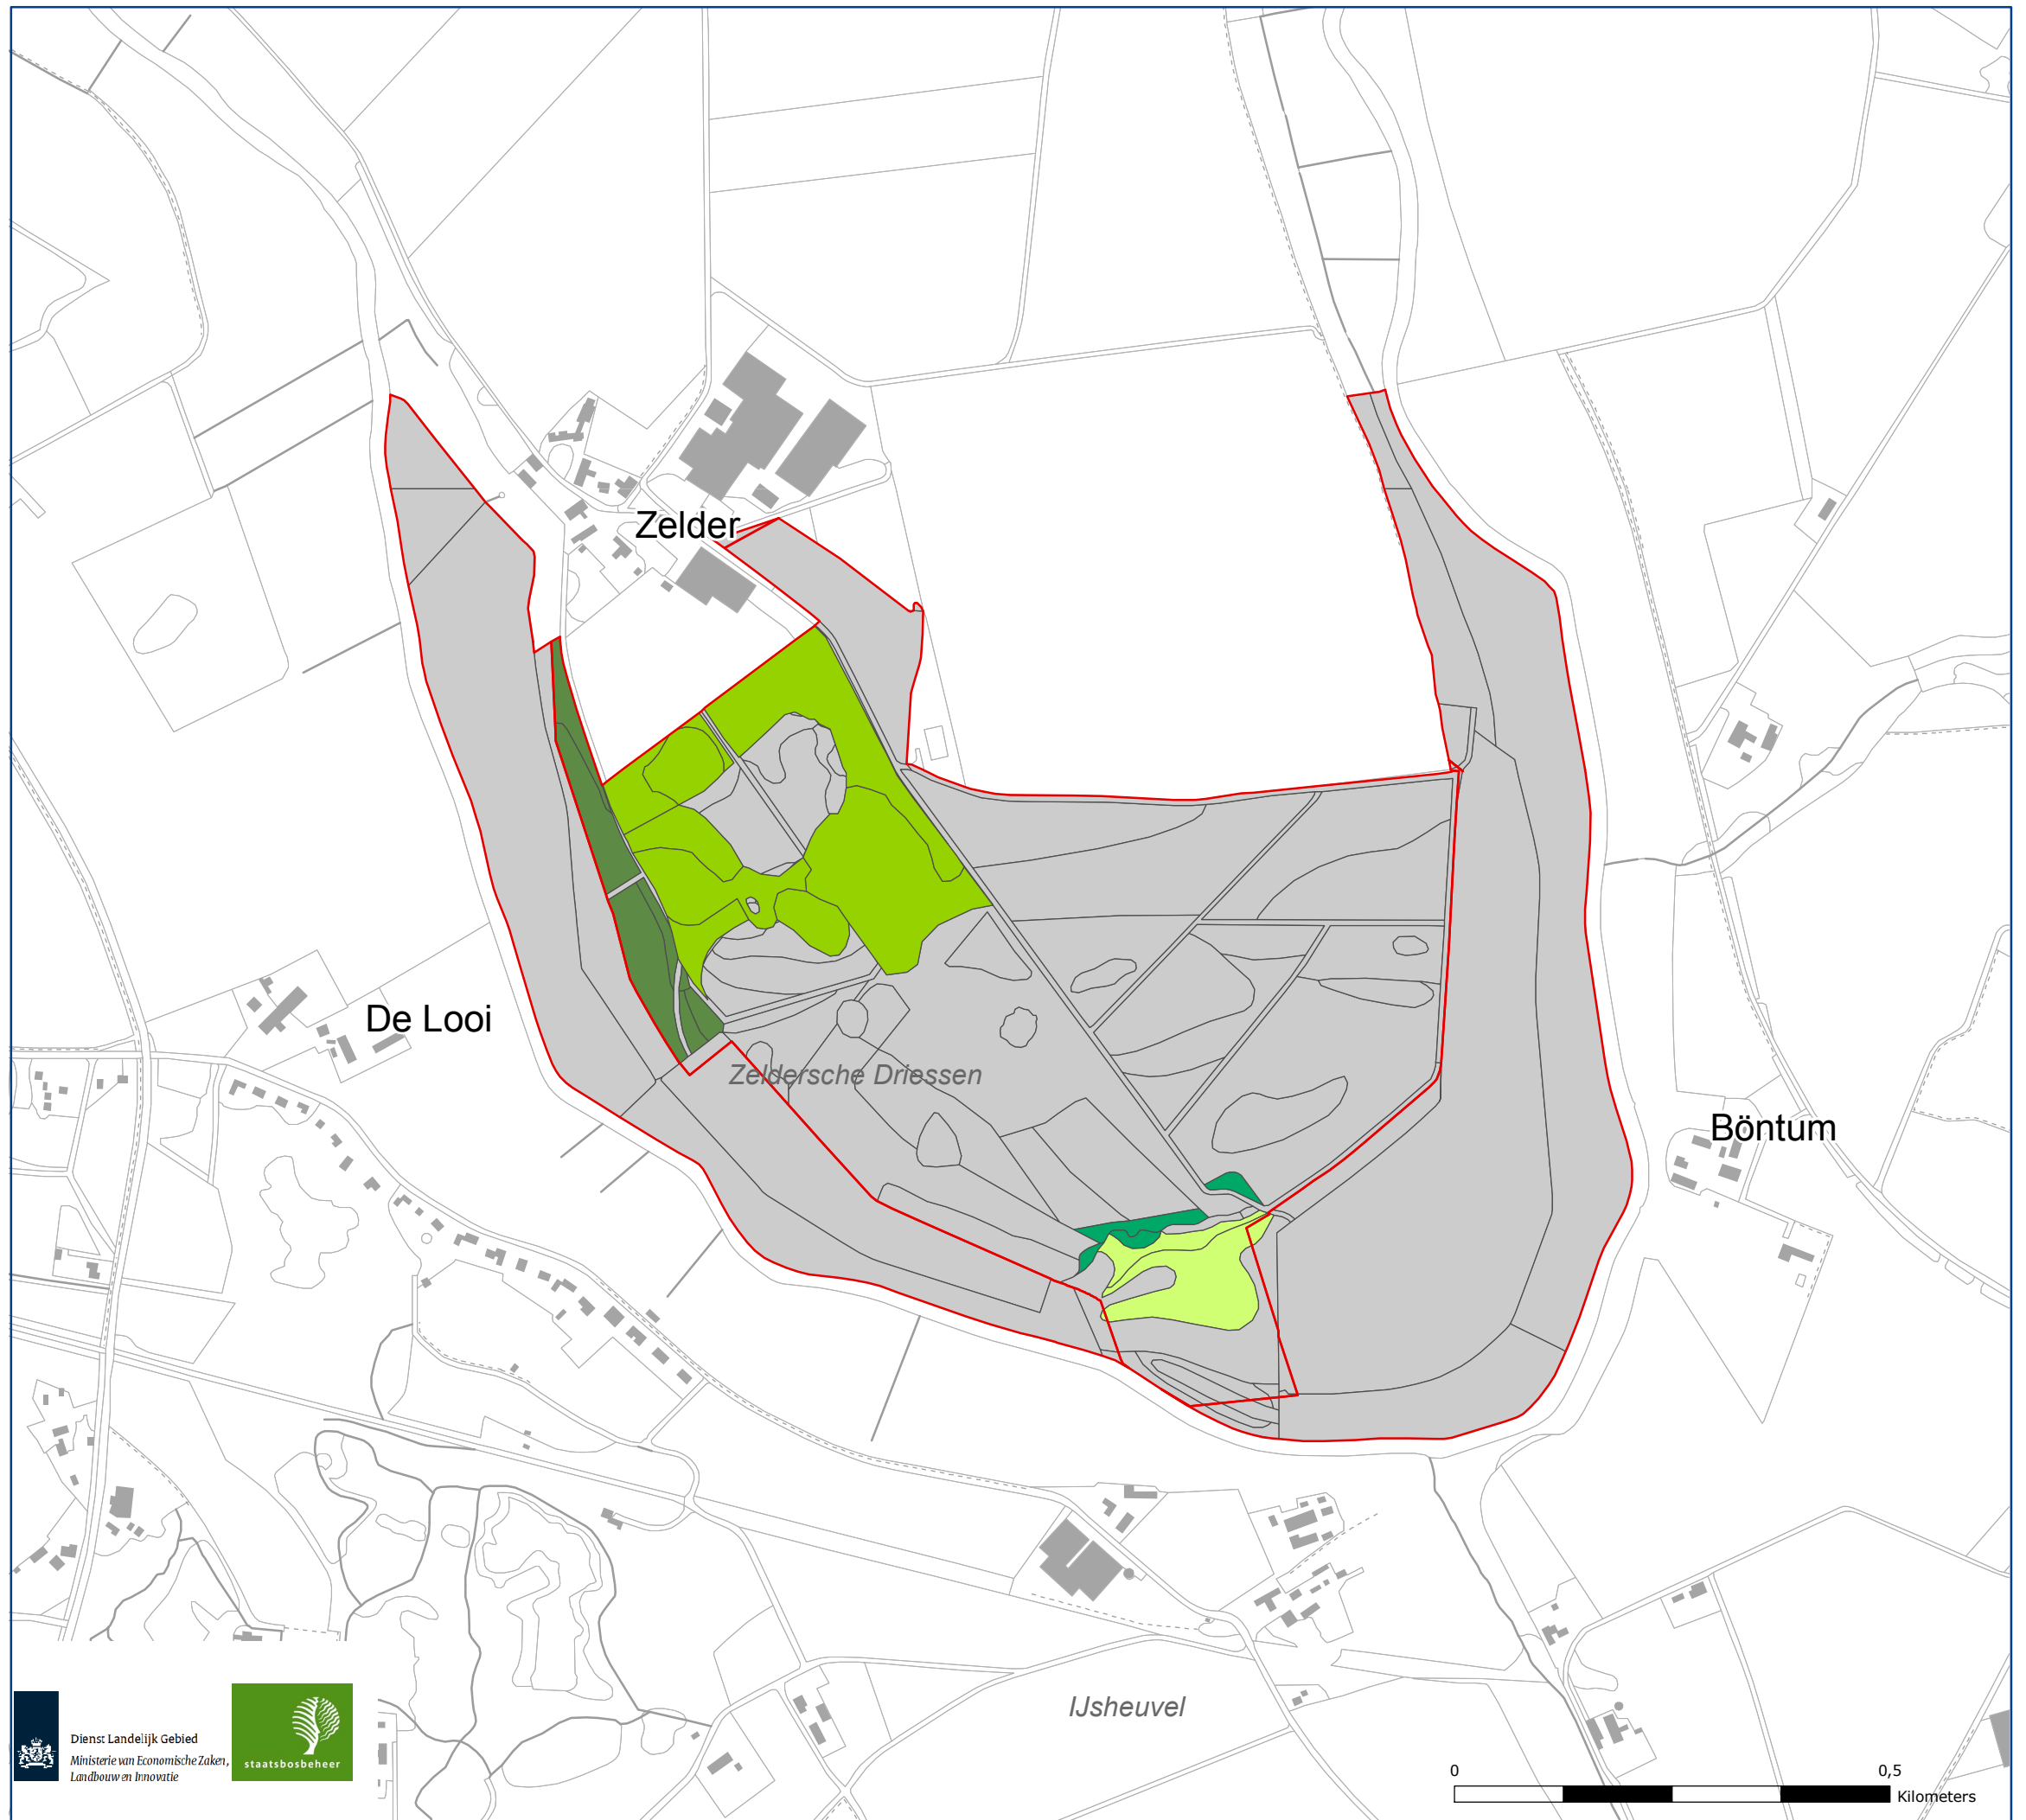 Zelder
De Looi
Zeldersche Driessen
Böntum
IJsheuvel
Dienst Landelijk Gebied
Ministerie van Economische Zaken,
Landbouw en Innovatie
staatsbosbeheer
0 0,5
Kilometers